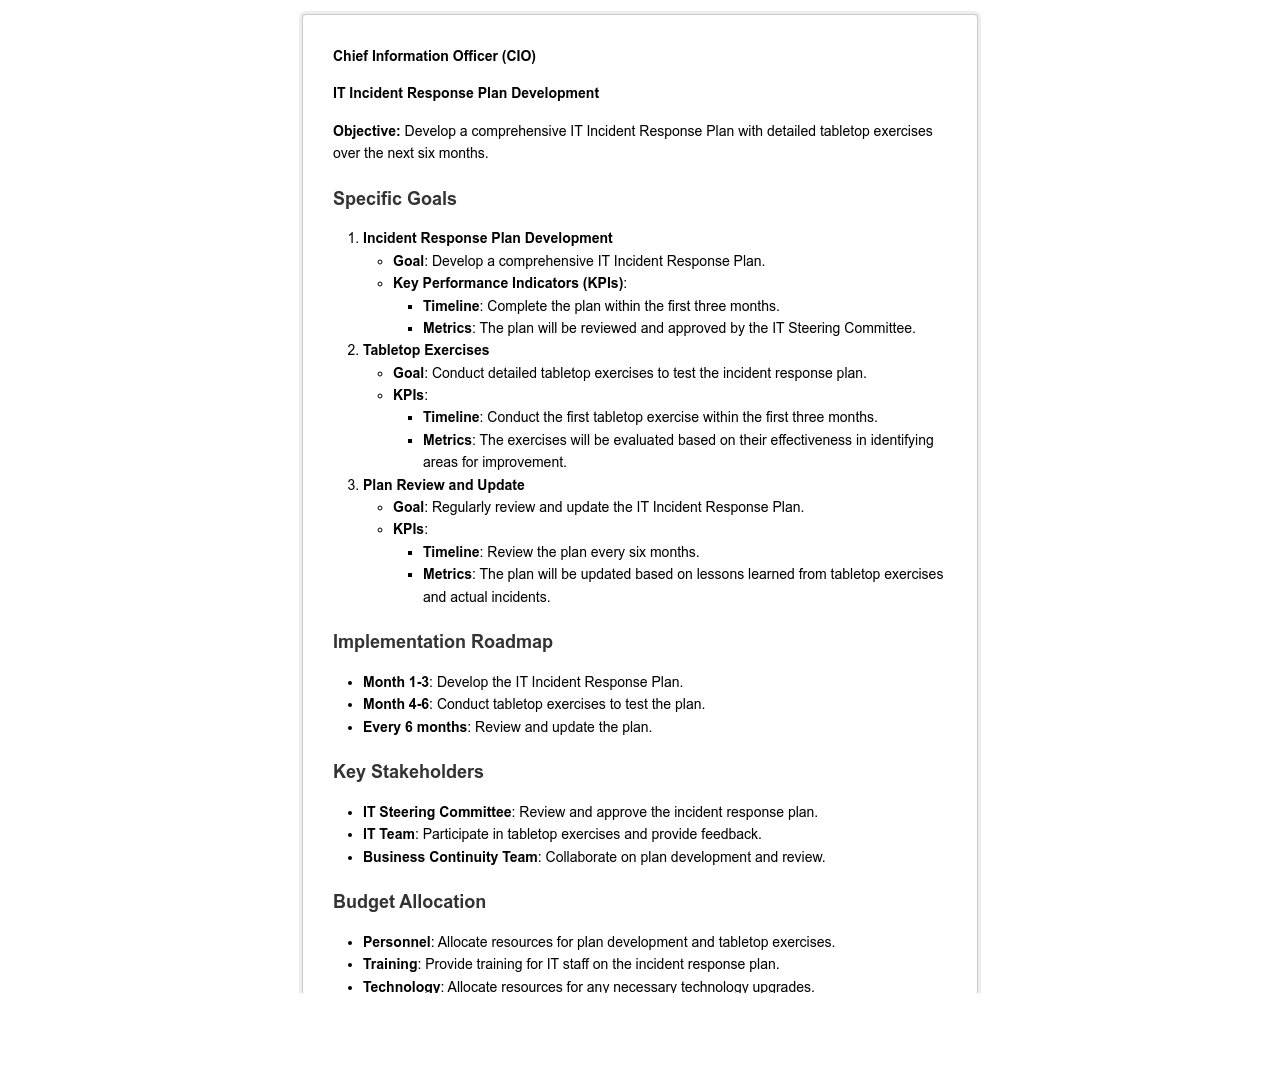 Chief Information Officer (CIO)
IT Incident Response Plan Development
Objective: Develop a comprehensive IT Incident Response Plan with detailed tabletop exercises
over the next six months.
Specific Goals
1. Incident Response Plan Development
Goal: Develop a comprehensive IT Incident Response Plan.
Key Performance Indicators (KPIs):
Timeline: Complete the plan within the first three months.
Metrics: The plan will be reviewed and approved by the IT Steering Committee.
2. Tabletop Exercises
Goal: Conduct detailed tabletop exercises to test the incident response plan.
KPIs:
Timeline: Conduct the first tabletop exercise within the first three months.
Metrics: The exercises will be evaluated based on their effectiveness in identifying
areas for improvement.
3. Plan Review and Update
Goal: Regularly review and update the IT Incident Response Plan.
KPIs:
Timeline: Review the plan every six months.
Metrics: The plan will be updated based on lessons learned from tabletop exercises
and actual incidents.
Implementation Roadmap
Month 1-3: Develop the IT Incident Response Plan.
Month 4-6: Conduct tabletop exercises to test the plan.
Every 6 months: Review and update the plan.
Key Stakeholders
IT Steering Committee: Review and approve the incident response plan.
IT Team: Participate in tabletop exercises and provide feedback.
Business Continuity Team: Collaborate on plan development and review.
Budget Allocation
Personnel: Allocate resources for plan development and tabletop exercises.
Training: Provide training for IT staff on the incident response plan.
Technology: Allocate resources for any necessary technology upgrades.